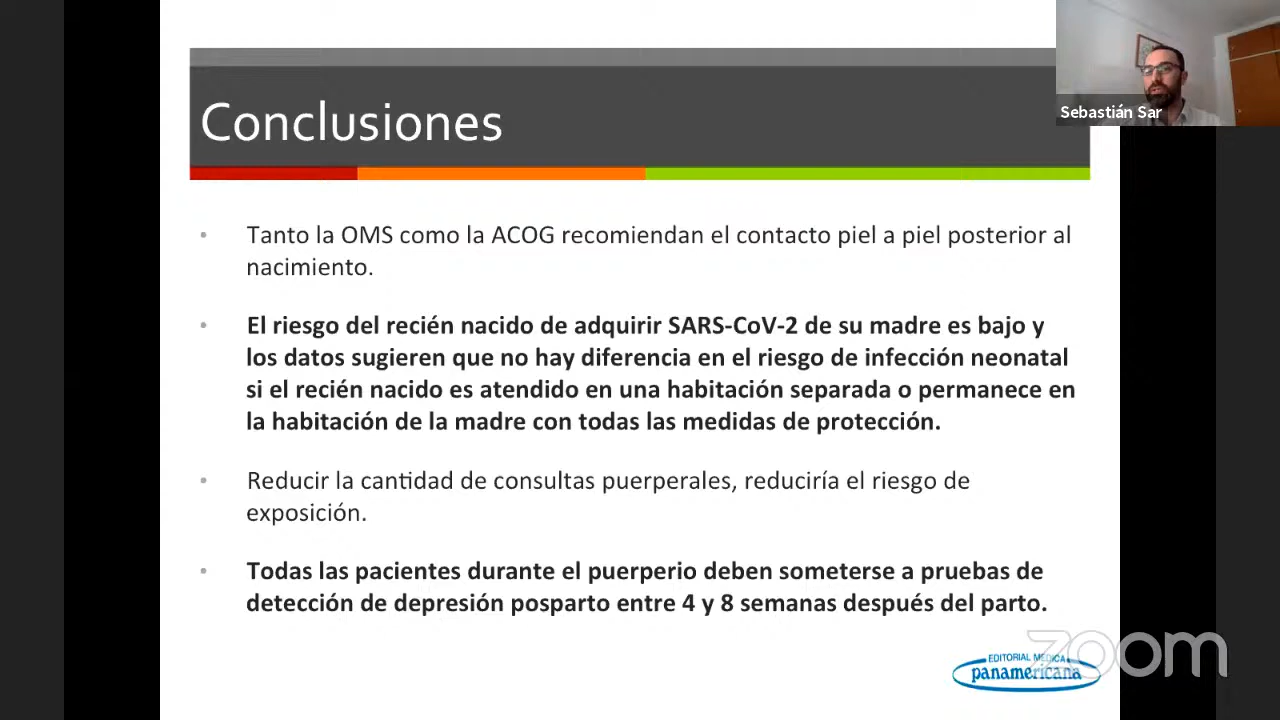 Conclusiones
Sebastián Sar
Tanto la OMS como la ACOG recomiendan el contacto piel a piel posterior al
nacimiento.
El riesgo del recién nacido de adquirir SARS-CoV-2 de su madre es bajo y
los datos sugieren que no hay diferencia en el riesgo de infección neonatal
si el recién nacido es atendido en una habitación separada o permanece en
la habitación de la madre con todas las medidas de protección.
Reducir la cantidad de consultas puerperales, reduciría el riesgo de
exposición.
Todas las pacientes durante el puerperio deben someterse a pruebas de
detección de depresión posparto entre 4 y 8 semanas después del parto.
EDITORIAL MEDICA
panamericana
zoom